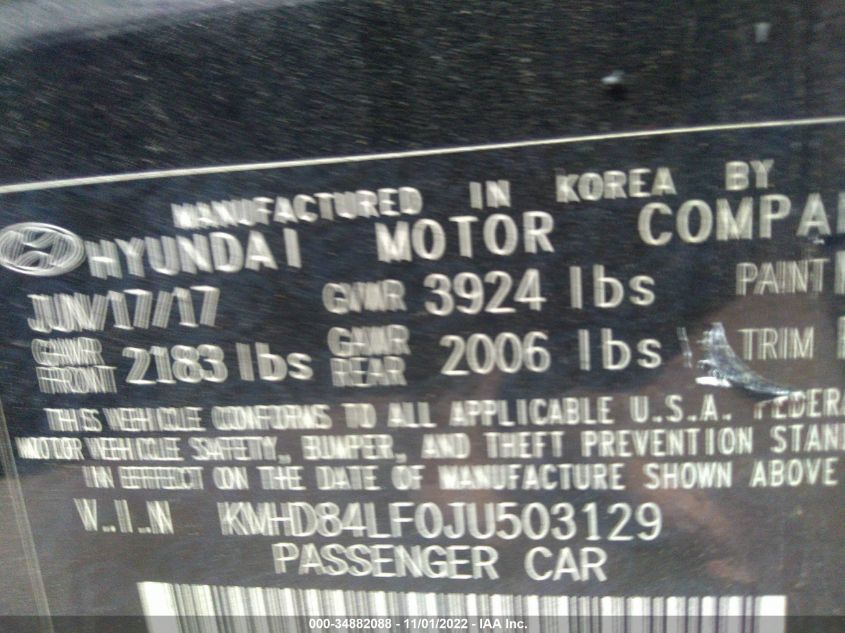 MANUFACTURED IN KOREA BY
HYUNDAI MOTOR COMPA
JUN/17/17 GVWR 3924 lbs PAINT
GAWR FRONT 2183 lbs GAWR REAR 2006 lbs TRIM
THIS VEHICLE CONFORMS TO ALL APPLICABLE U.S.A. FEDERA
MOTOR VEHICLE SAFETY, BUMPER, AND THEFT PREVENTION STAN
IN EFFECT ON THE DATE OF MANUFACTURE SHOWN ABOVE
V.I.N KMHD84LF0JU503129
PASSENGER CAR
000-34882088 - 11/01/2022 - IAA Inc.